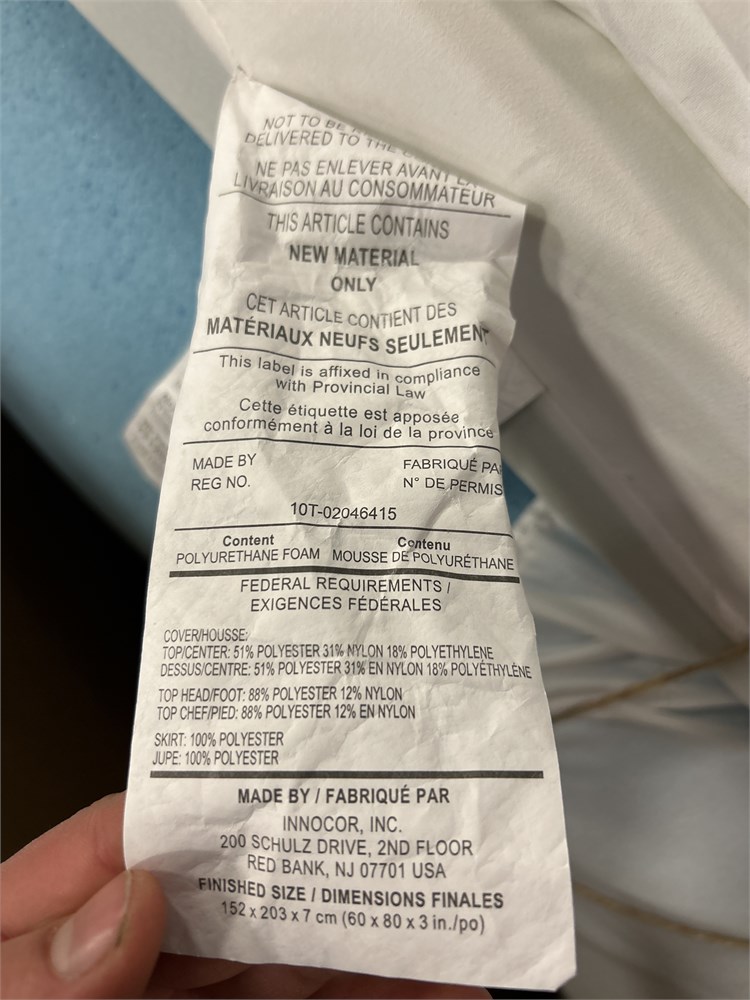 NOT TO BE
DELIVERED TO THE
NE PAS ENLEVER AVANT
LIVRAISON AU CONSOMMATEUR
THIS ARTICLE CONTAINS
NEW MATERIAL
ONLY
CET ARTICLE CONTIENT DES
MATÉRIAUX NEUFS SEULEMENT
This label is affixed in compliance
with Provincial Law
Cette étiquette est apposée
conformément à la loi de la province
MADE BY FABRIQUÉ PAR
REG NO. N° DE PERMIS
10T-02046415
Content Contenu
POLYURETHANE FOAM MOUSSE DE POLYURÉTHANE
FEDERAL REQUIREMENTS /
EXIGENCES FÉDÉRALES
COVER/HOUSSE:
TOP/CENTER: 51% POLYESTER 31% NYLON 18% POLYETHYLENE
DESSUS/CENTRE: 51% POLYESTER 31% EN NYLON 18% POLYÉTHYLÈNE
TOP HEAD/FOOT: 88% POLYESTER 12% NYLON
TOP CHEF/PIED: 88% POLYESTER 12% EN NYLON
SKIRT: 100% POLYESTER
JUPE: 100% POLYESTER
MADE BY / FABRIQUÉ PAR
INNOCOR, INC.
200 SCHULZ DRIVE, 2ND FLOOR
RED BANK, NJ 07701 USA
FINISHED SIZE / DIMENSIONS FINALES
152 x 203 x 7 cm (60 x 80 x 3 in./po)